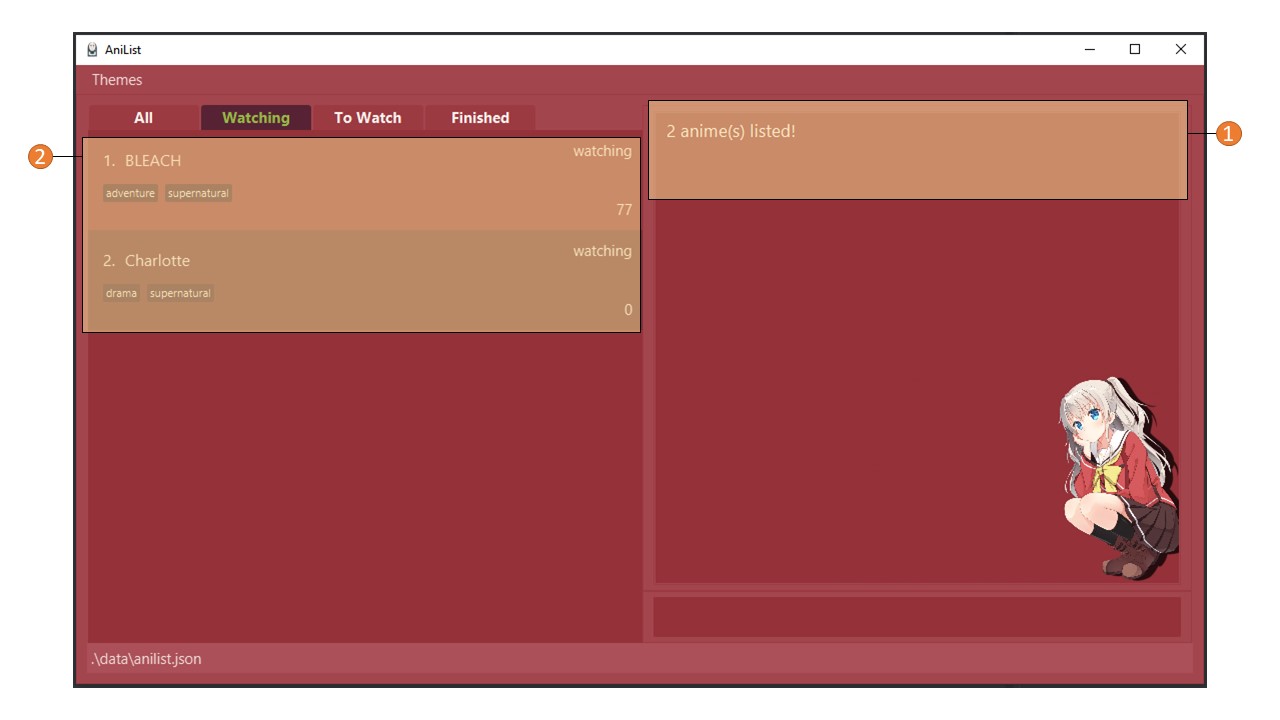 AniList
Themes
All Watching To Watch Finished
1. BLEACH
watching
adventure supernatural
77
2. Charlotte
watching
drama supernatural
0
2 anime(s) listed!
1
2
.\data\anilist.json